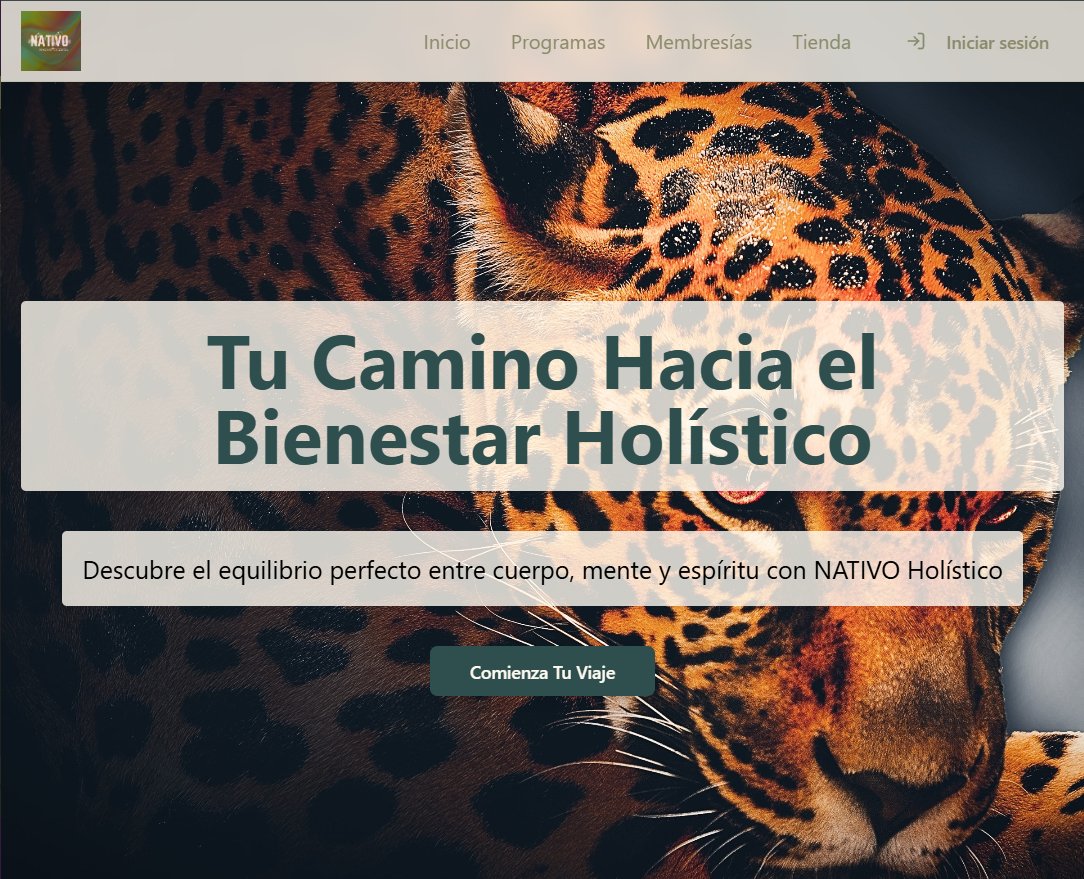 NATIVO
Inicio
Programas
Membresías
Tienda
Iniciar sesión
Tu Camino Hacia el
Bienestar Holístico
Descubre el equilibrio perfecto entre cuerpo, mente y espíritu con NATIVO Holístico
Comienza Tu Viaje